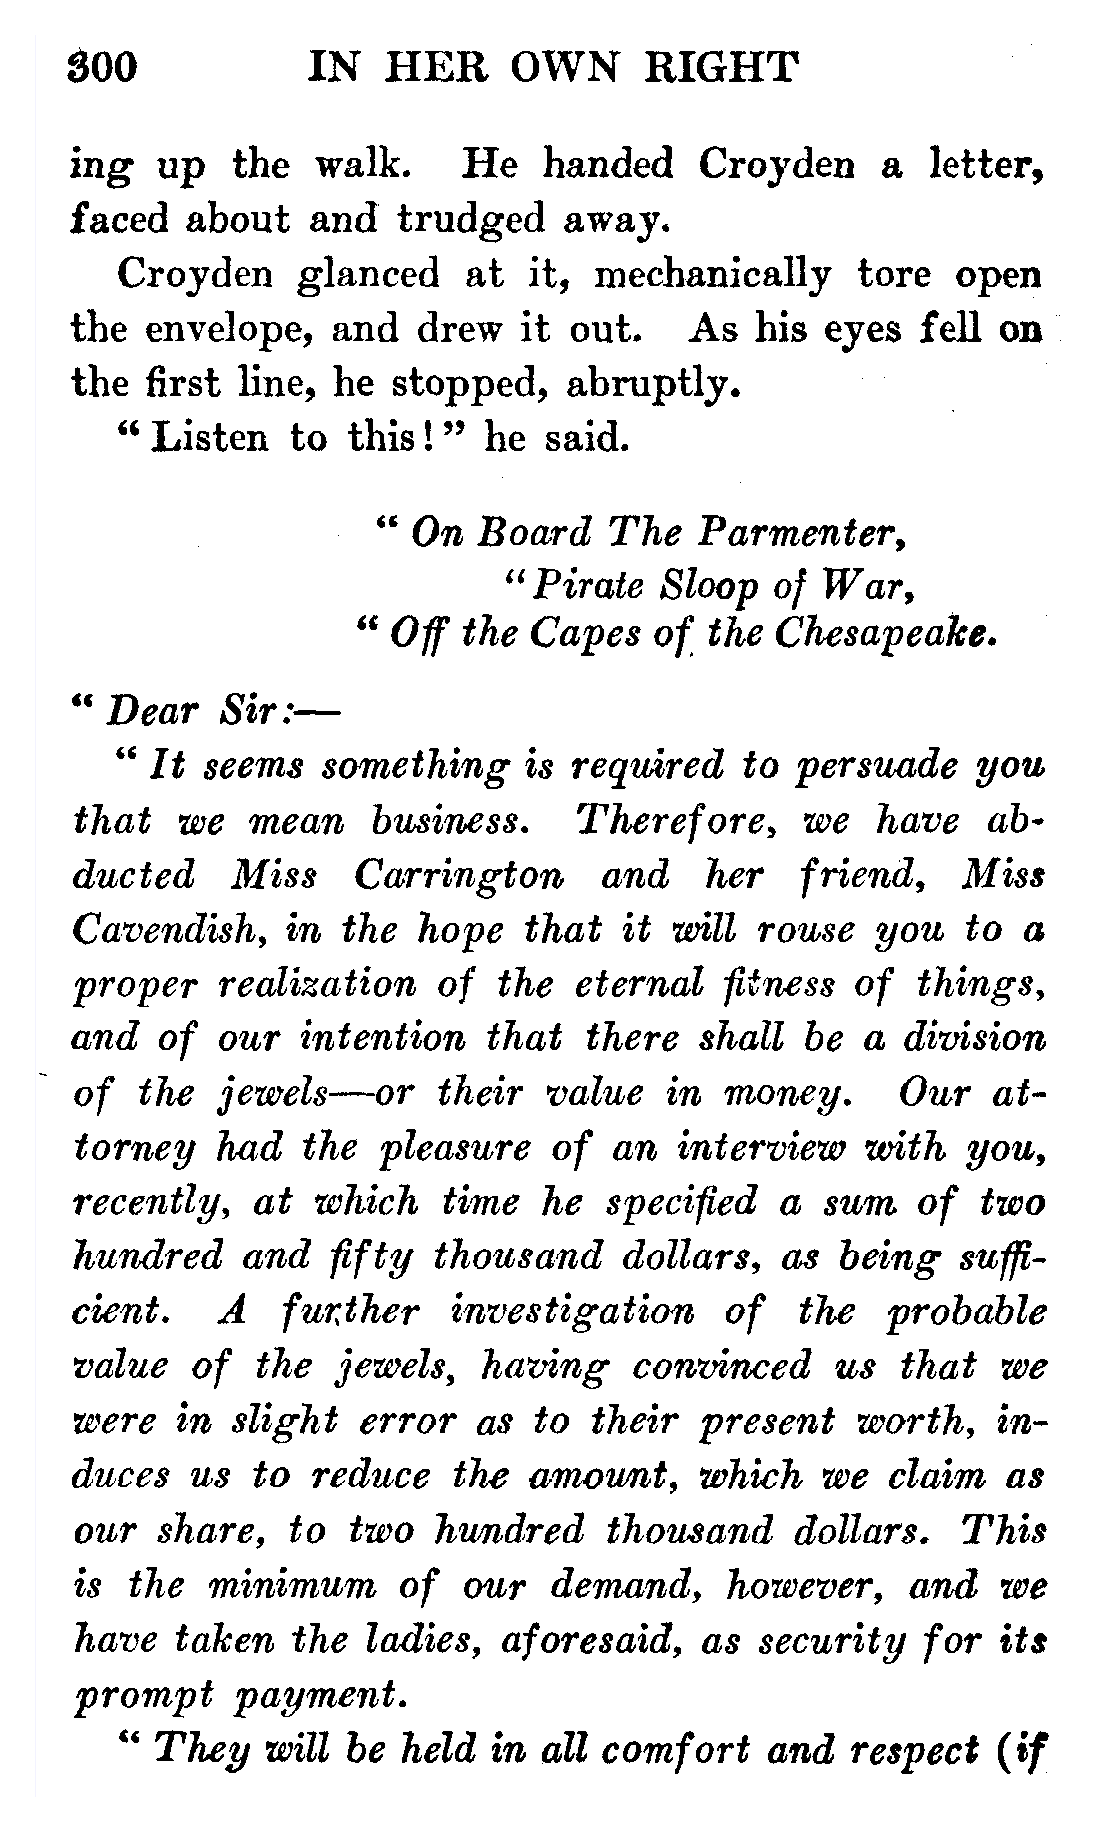 300 IN HER OWN RIGHT
ing up the walk. He handed Croyden a letter,
faced about and trudged away.
Croyden glanced at it, mechanically tore open
the envelope, and drew it out. As his eyes fell on
the first line, he stopped, abruptly.
“ Listen to this! ” he said.
“ On Board The Parmenter,
“ Pirate Sloop of War,
“ Off the Capes of the Chesapeake.
“ Dear Sir:—
“ It seems something is required to persuade you
that we mean business. Therefore, we have ab-
ducted Miss Carrington and her friend, Miss
Cavendish, in the hope that it will rouse you to a
proper realization of the eternal fitness of things,
and of our intention that there shall be a division
of the jewels—or their value in money. Our at-
torney had the pleasure of an interview with you,
recently, at which time he specified a sum of two
hundred and fifty thousand dollars, as being suffi-
cient. A further investigation of the probable
value of the jewels, having convinced us that we
were in slight error as to their present worth, in-
duces us to reduce the amount, which we claim as
our share, to two hundred thousand dollars. This
is the minimum of our demand, however, and we
have taken the ladies, aforesaid, as security for its
prompt payment.
“ They will be held in all comfort and respect (if